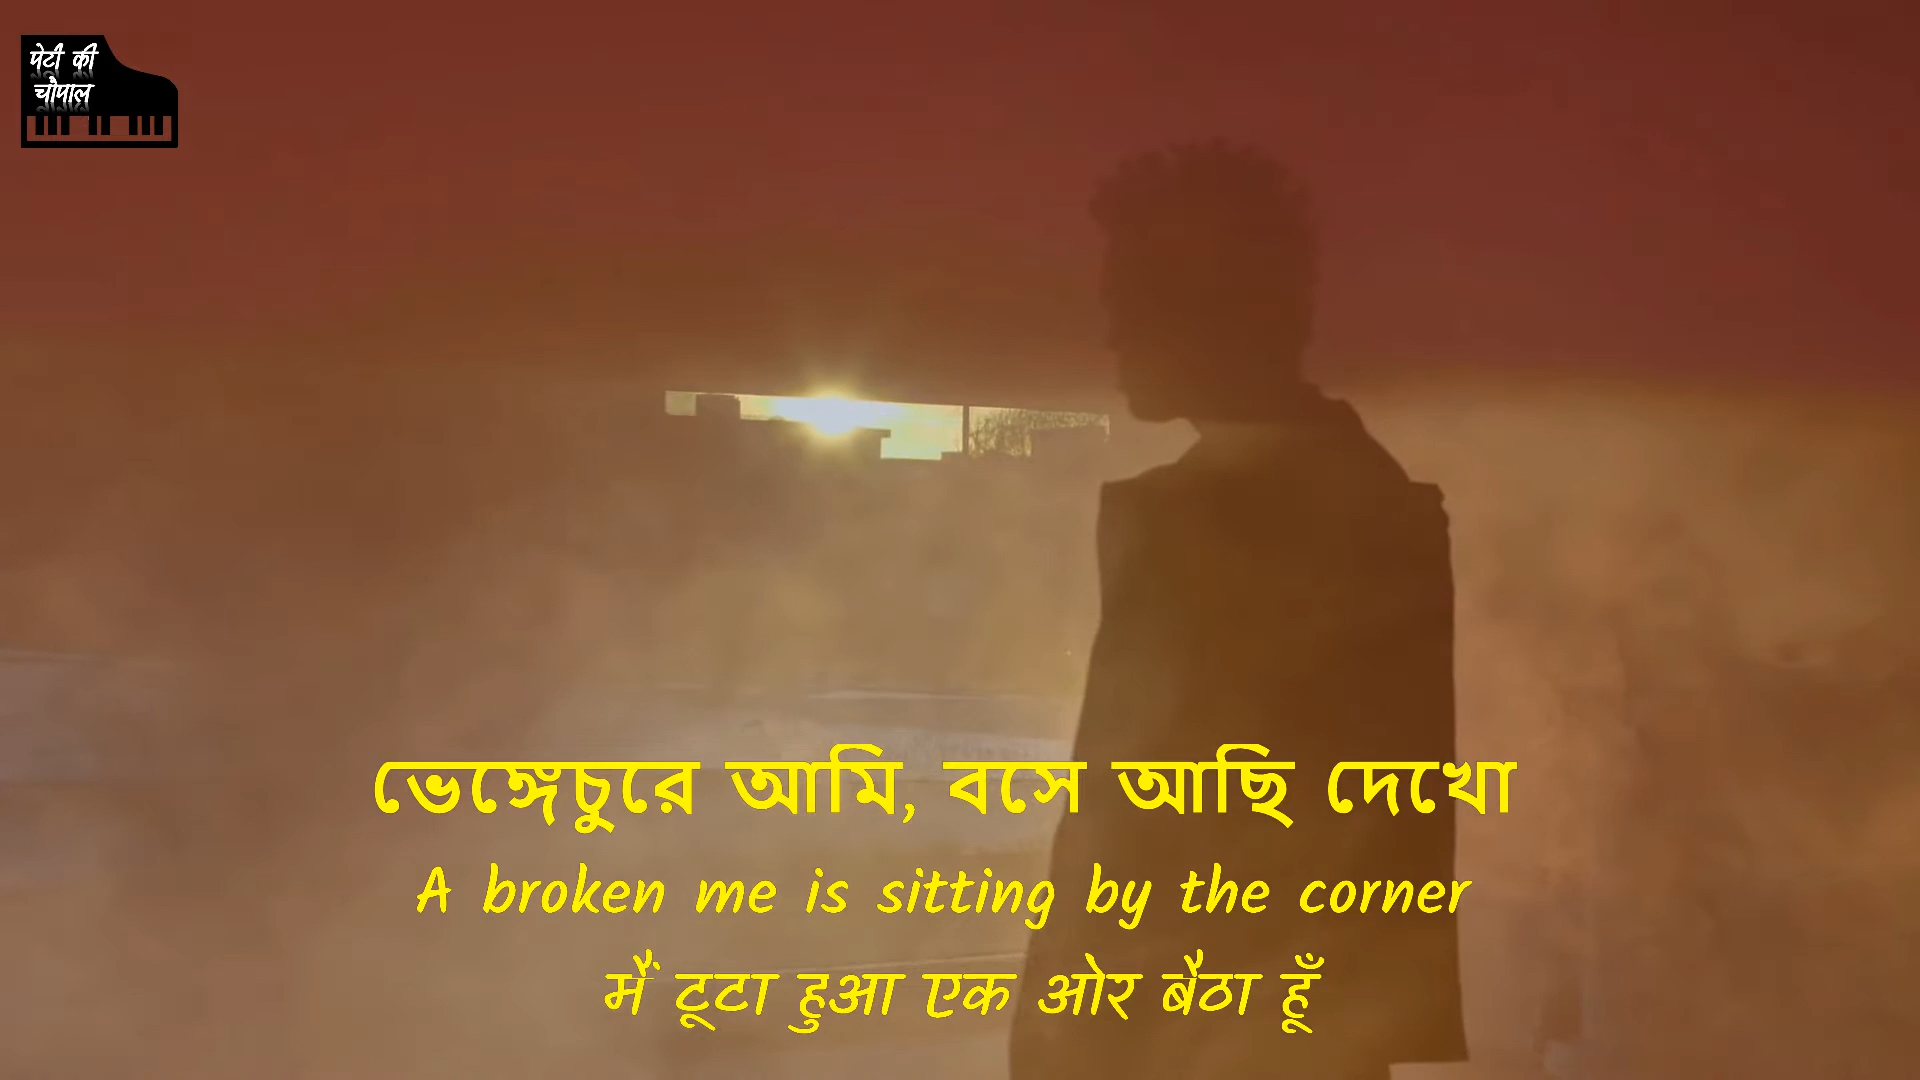 पेटी की
चौपाल
ভেঙ্গেচুরে আমি, বসে আছি দেখো
A broken me is sitting by the corner
मैं टूटा हुआ एक ओर बैठा हूँ